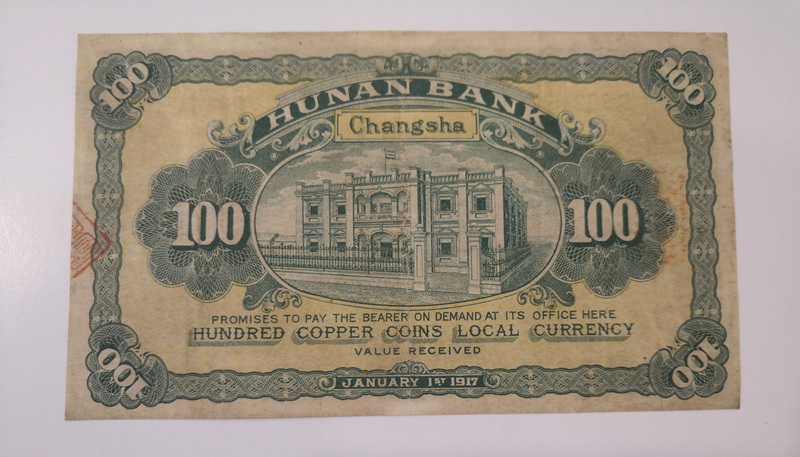 100 100
HUNAN BANK
Changsha
100 100
PROMISES TO PAY THE BEARER ON DEMAND AT ITS OFFICE HERE
HUNDRED COPPER COINS LOCAL CURRENCY
VALUE RECEIVED
100 100
JANUARY 1ST 1917